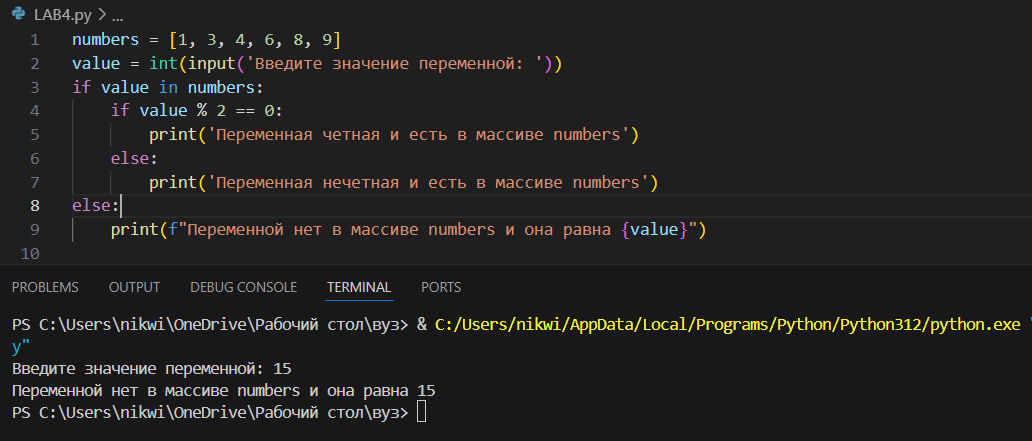 LAB4.py > ...
1 numbers = [1, 3, 4, 6, 8, 9]
2 value = int(input('Введите значение переменной: '))
3 if value in numbers:
4     if value % 2 == 0:
5         print('Переменная четная и есть в массиве numbers')
6     else:
7         print('Переменная нечетная и есть в массиве numbers')
8 else:
9     print(f"Переменной нет в массиве numbers и она равна {value}")
10
PROBLEMS OUTPUT DEBUG CONSOLE TERMINAL PORTS
PS C:\Users\nikwi\OneDrive\Рабочий стол\вуз> & C:/Users/nikwi/AppData/Local/Programs/Python/Python312/python.exe
y"
Введите значение переменной: 15
Переменной нет в массиве numbers и она равна 15
PS C:\Users\nikwi\OneDrive\Рабочий стол\вуз>